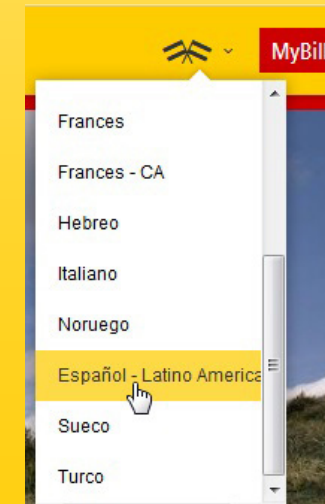 MyBill
Frances
Frances - CA
Hebreo
Italiano
Noruego
Español - Latino America
Sueco
Turco